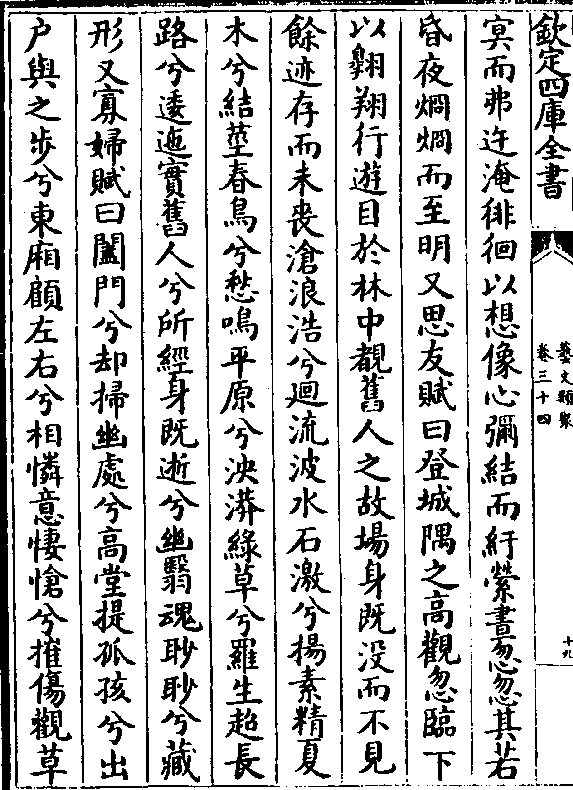 欽定四庫全書
藝文類聚
卷三十四
十九
冥而弗迕淹徘徊以想像心彌結而紆縈晝忽忽其若
昏夜烱烱而至明又思友賦曰登城隅之高觀忽臨下
以翺翔行遊目於林中覩舊人之故場身既没而不見
餘迹存而未喪滄浪浩兮廻流波水石激兮揚素精夏
木兮結莖春鳥兮愁鳴平原兮泱漭緑草兮羅生超長
路兮逶迤實舊人兮所經身既逝兮幽翳魂眇眇兮藏
形又寡婦賦曰闔門兮却掃幽處兮高堂提孤孩兮出
户與之步兮東廂顧左右兮相憐意悽愴兮摧傷觀草